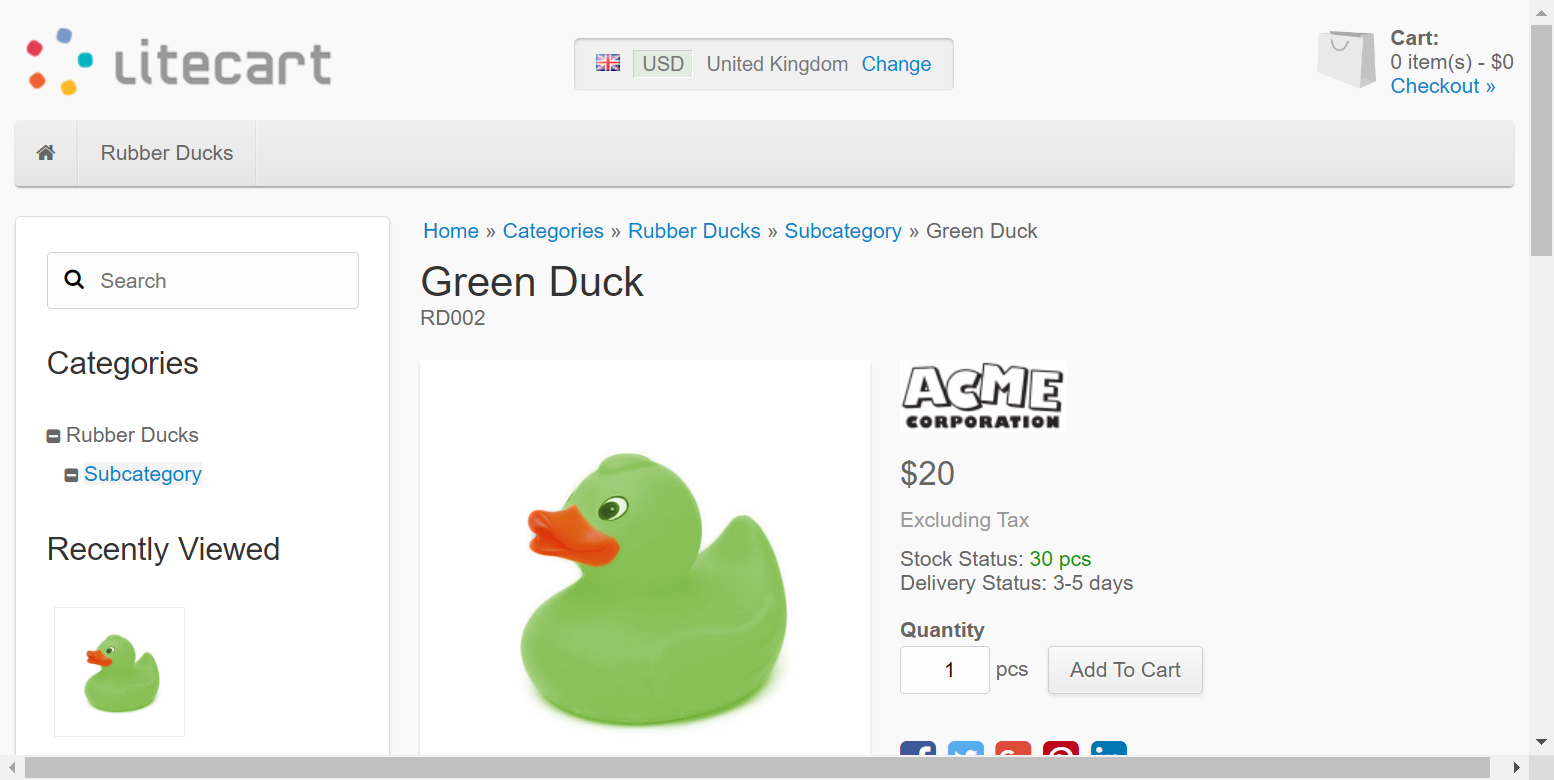 Litecart
USD United Kingdom Change
Cart:
0 item(s) - $0
Checkout »
Rubber Ducks
Search
Categories
Rubber Ducks
Subcategory
Recently Viewed
Home » Categories » Rubber Ducks » Subcategory » Green Duck
Green Duck
RD002
ACME
CORPORATION
$20
Excluding Tax
Stock Status: 30 pcs
Delivery Status: 3-5 days
Quantity
1 pcs Add To Cart